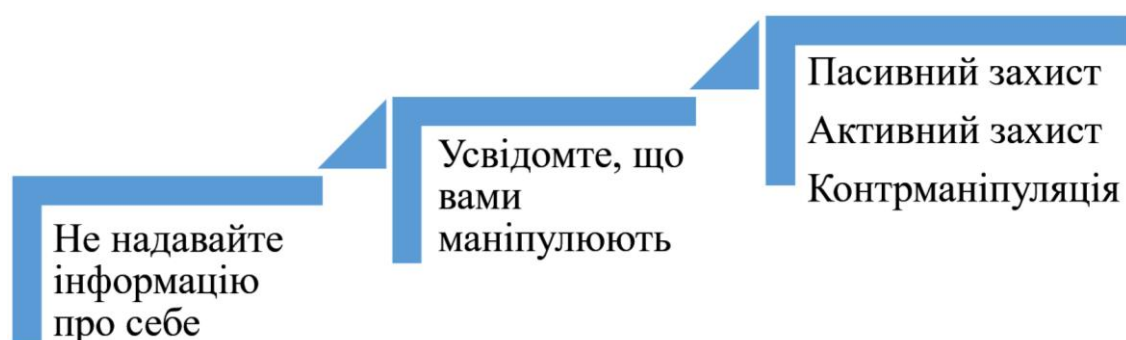 Не надавайте
інформацію
про себе
Усвідомте, що
вами
маніпулюють
Пасивний захист
Активний захист
Контрманіпуляція